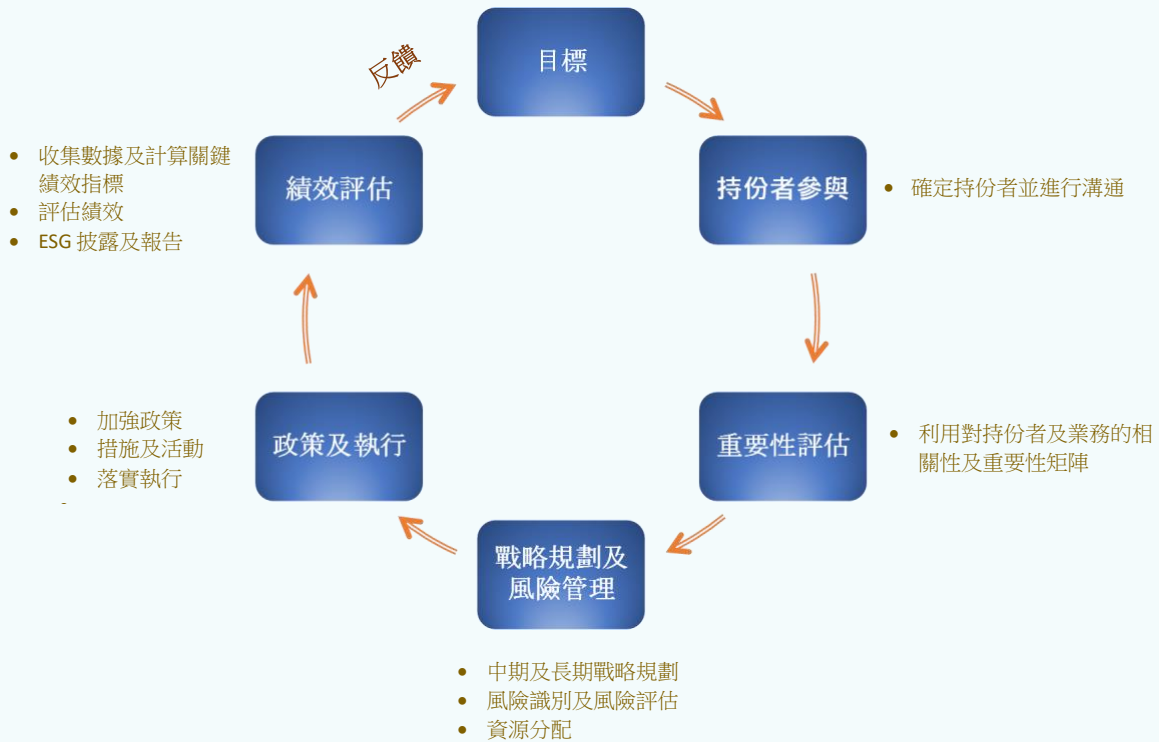 反饋
目標
持份者參與
• 確定持份者並進行溝通
重要性評估
• 利用對持份者及業務的相
關性及重要性矩陣
戰略規劃及
風險管理
• 中期及長期戰略規劃
• 風險識別及風險評估
• 資源分配
政策及執行
• 加強政策
• 措施及活動
• 落實執行
績效評估
• 收集數據及計算關鍵
績效指標
• 評估績效
• ESG 披露及報告